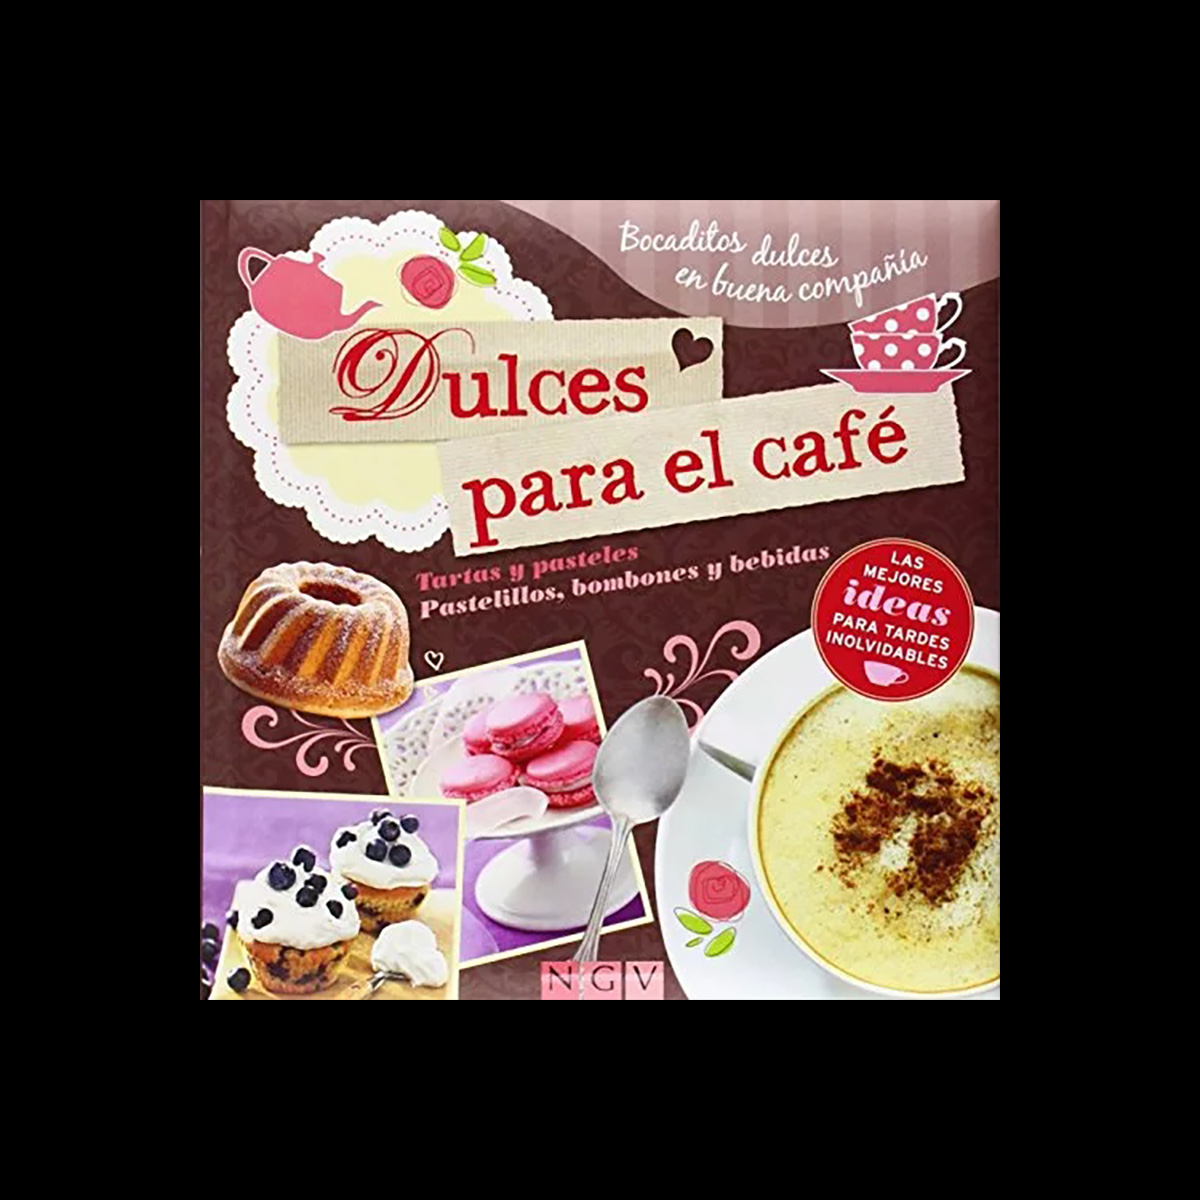 Bocaditos dulces
en buena compañía
Dulces
para el café
Tartas y pasteles
Pastelillos, bombones y bebidas
LAS
MEJORES
ideas
PARA TARDES
INOLVIDABLES
NGV